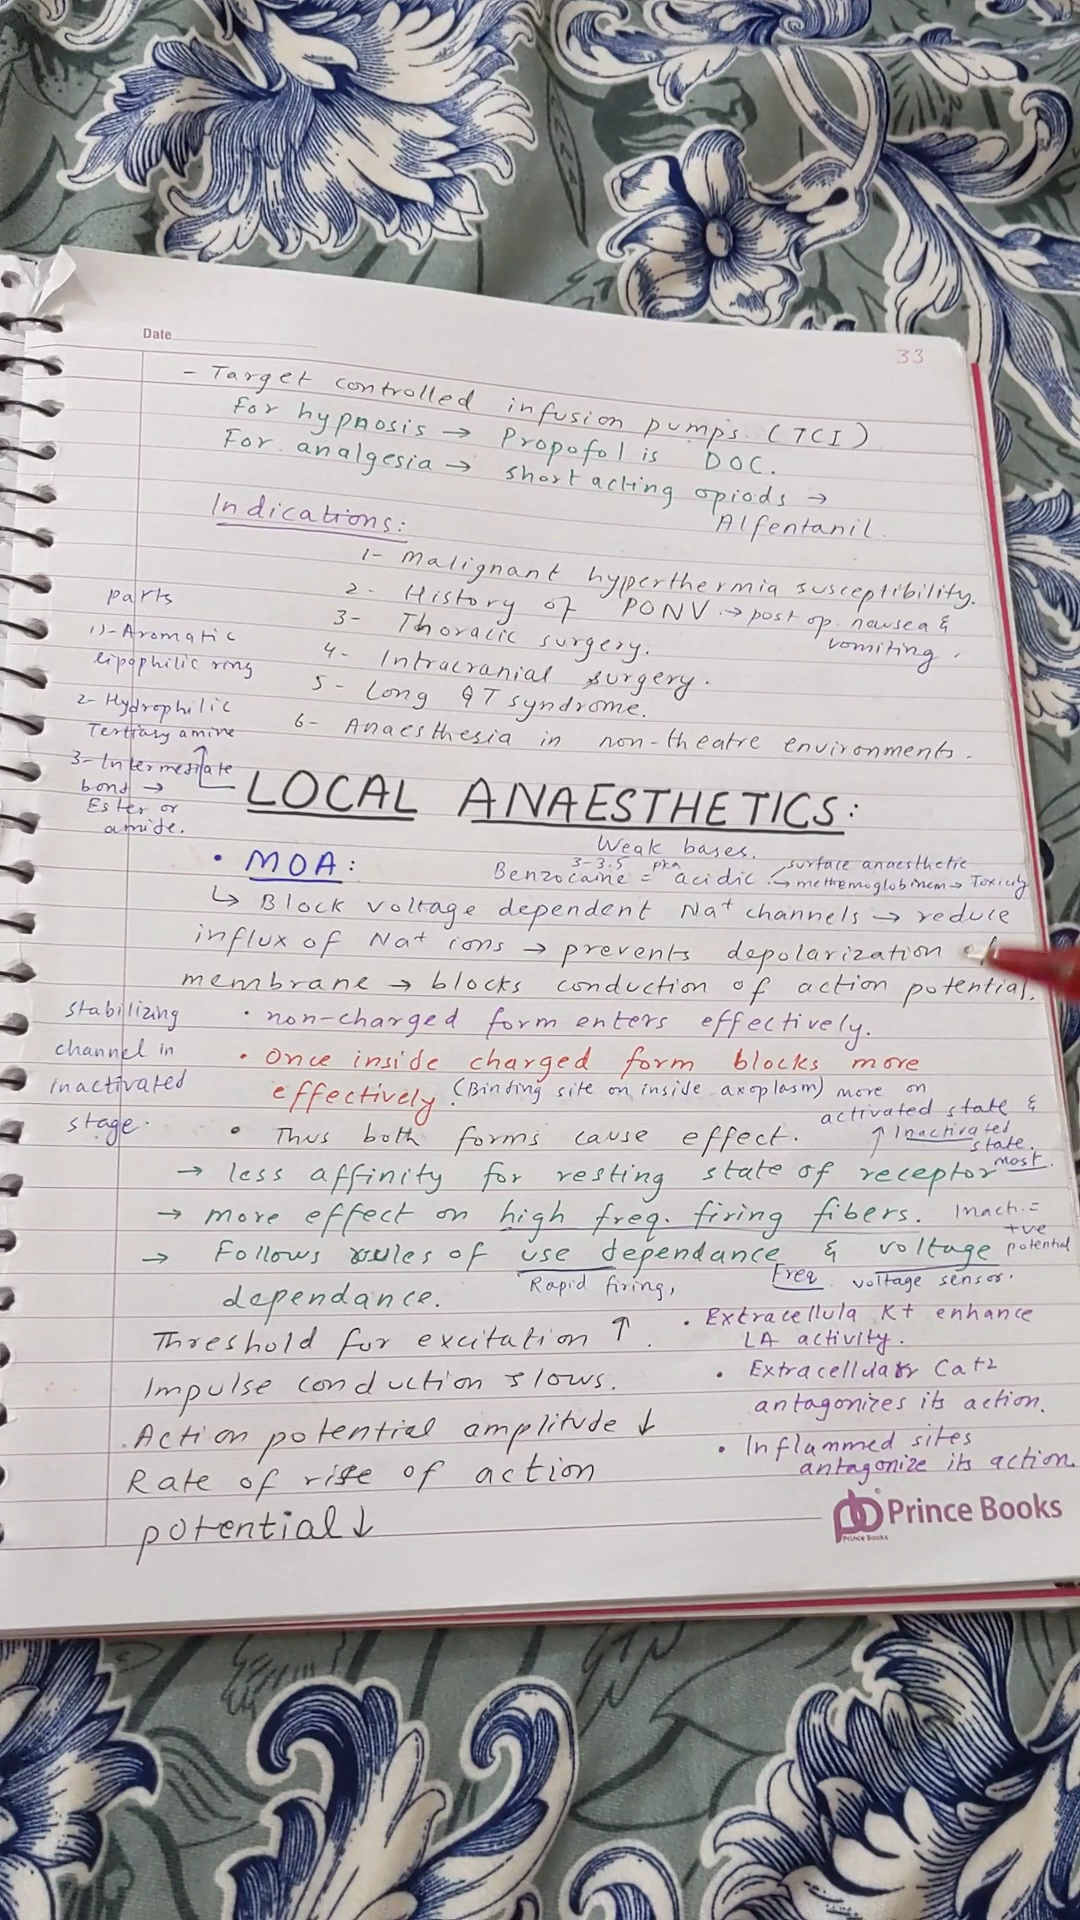 Date
33
- Target controlled infusion pumps. (TCI)
For hypnosis → Propofol is DOC.
For analgesia → short acting opiods →
Alfentanil.
Indications:
1- Malignant hyperthermia susceptibility.
2- History of PONV → post op. nausea &
vomiting.
3- Thoracic surgery.
4- Intracranial surgery.
5- Long QT syndrome.
6- Anaesthesia in non-theatre environments.
parts
1)- Aromatic
lipophilic ring
2- Hydrophilic
Tertiary amine
3- Intermediate
bond →
Ester or
amide.
LOCAL ANAESTHETICS:
Weak bases.
• MOA:
3-3.5 pka
Benzocaine = acidic
surface anaesthetic
→ methemoglobinem → Toxicity
↳ Block voltage dependent Na+ channels → reduce
influx of Na+ ions → prevents depolarization of
membrane → blocks conduction of action potential.
stabilizing
channel in
inactivated
stage.
• non-charged form enters effectively.
• Once inside charged form blocks more
effectively. (Binding site on inside axoplasm) more on
activated state &
↑ Inactivated
state.
most.
• Thus both forms cause effect.
→ less affinity for resting state of receptor
→ more effect on high freq. firing fibers.
Inact. =
+ve
potential
→ Follows rules of use dependance & voltage
dependance.
Rapid firing, Freq. voltage sensor.
Threshold for excitation ↑.
Impulse conduction slows.
Action potential amplitude ↓
Rate of rise of action
potential ↓
• Extracellula K+ enhance
LA activity.
• Extracellular Ca+2
antagonizes its action.
• Inflammed sites
antagonize its action.
Prince Books
Prince Books